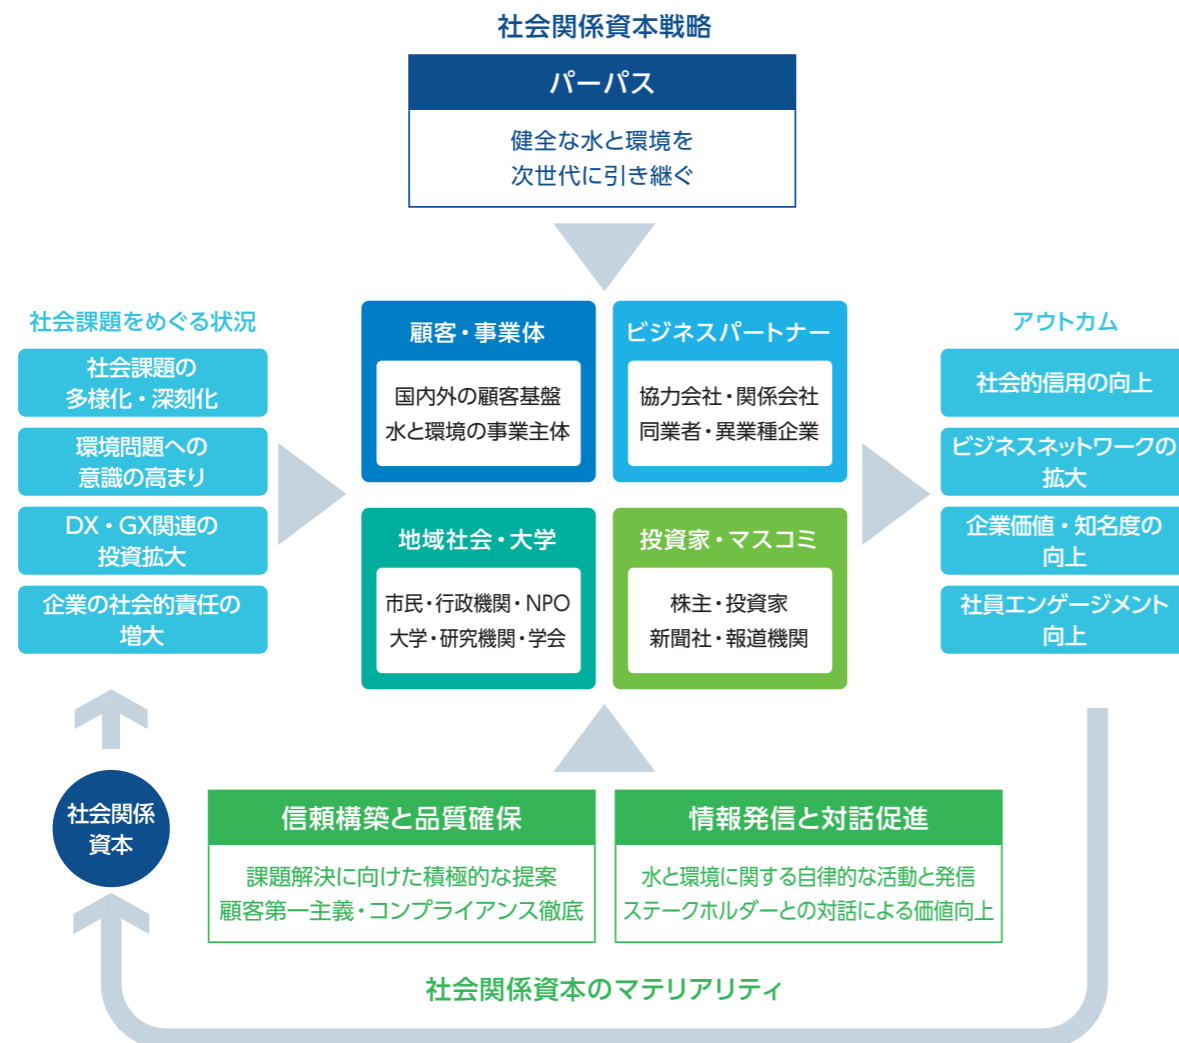 社会関係資本戦略
パーパス
健全な水と環境を
次世代に引き継ぐ
社会課題をめぐる状況
社会課題の
多様化・深刻化
環境問題への
意識の高まり
DX・GX関連の
投資拡大
企業の社会的責任の
増大
顧客・事業体
国内外の顧客基盤
水と環境の事業主体
ビジネスパートナー
協力会社・関係会社
同業者・異業種企業
地域社会・大学
市民・行政機関・NPO
大学・研究機関・学会
投資家・マスコミ
株主・投資家
新聞社・報道機関
アウトカム
社会的信用の向上
ビジネスネットワークの
拡大
企業価値・知名度の
向上
社員エンゲージメント
向上
社会関係
資本
信頼構築と品質確保
課題解決に向けた積極的な提案
顧客第一主義・コンプライアンス徹底
情報発信と対話促進
水と環境に関する自律的な活動と発信
ステークホルダーとの対話による価値向上
社会関係資本のマテリアリティ